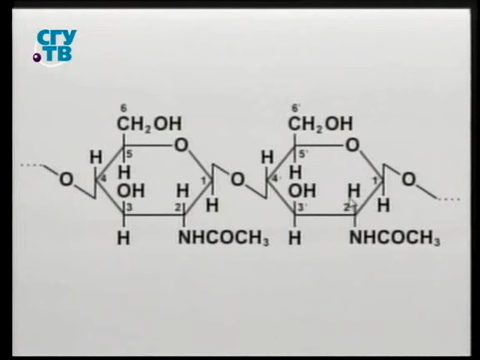 СГУ
ТВ
6 6'
CH2OH CH2OH
5 O 5' O
H H H H
O 4 OH H 1 O 4' OH H 1' O
3 2 H 3' 2' H
H NHCOCH3 H NHCOCH3